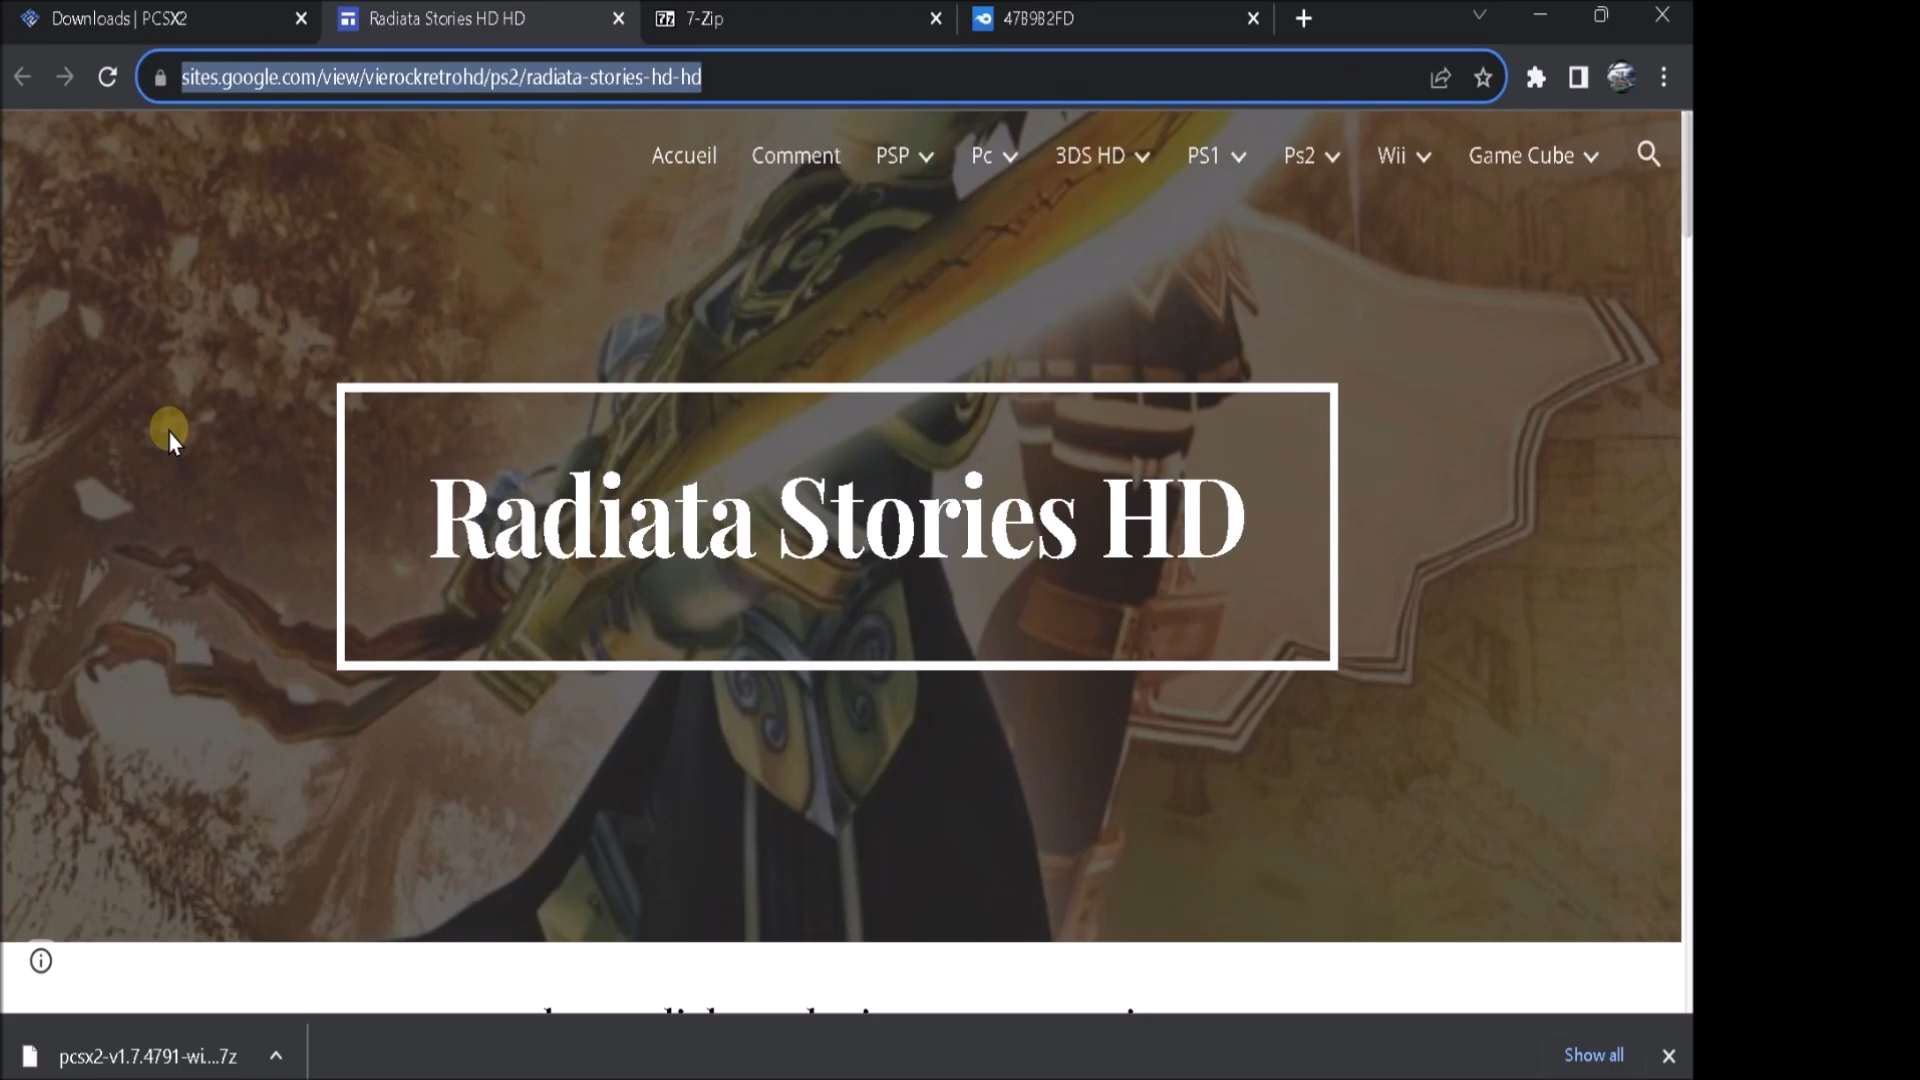 Downloads | PCSX2
Radiata Stories HD HD
7-Zip
47B9B2FD
sites.google.com/view/vierockretrohd/ps2/radiata-stories-hd-hd
Accueil Comment PSP Pc 3DS HD PS1 Ps2 Wii Game Cube
Radiata Stories HD
pcsx2-v1.7.4791-wi...7z
Show all